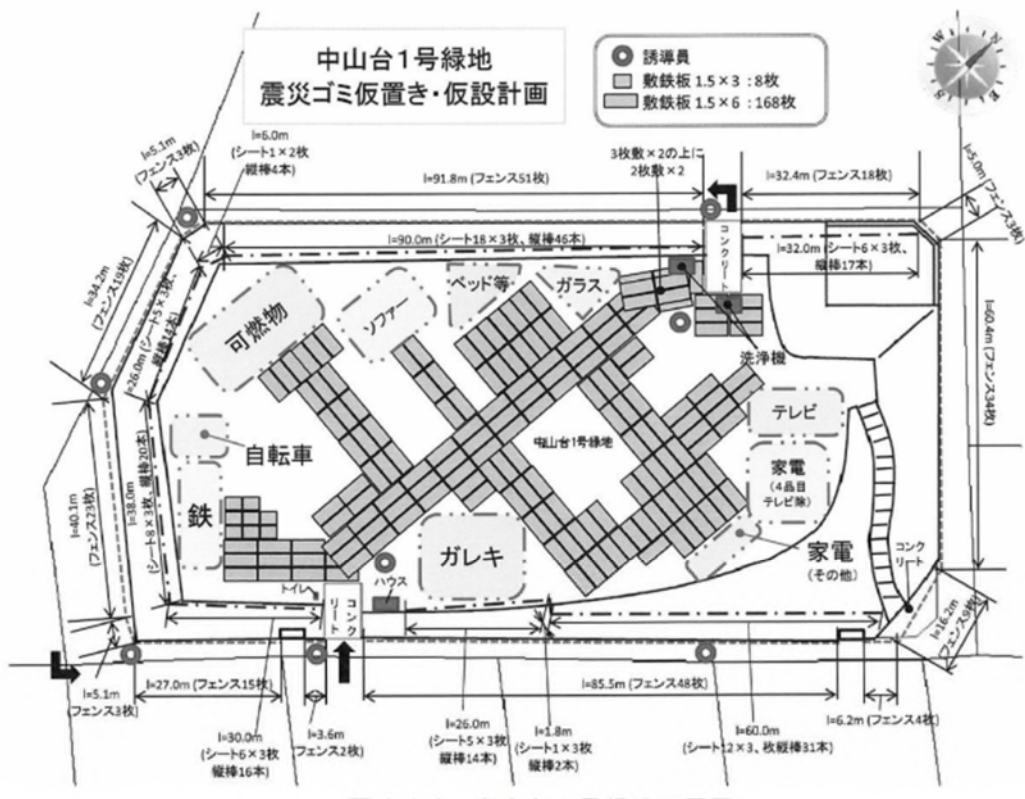 中山台1号緑地
震災ゴミ仮置き・仮設計画
誘導員
敷鉄板 1.5×3 :8枚
敷鉄板 1.5×6 :168枚
N
E
S
W
l=5.1m
(フェンス3枚)
l=6.0m
(シート1×2枚
縦棒4本)
3枚敷×2の上に
2枚敷×2
l=91.8m (フェンス51枚)
l=32.4m (フェンス18枚)
l=5.0m
(フェンス3枚)
l=90.0m (シート18×3枚、縦棒46本)
l=32.0m (シート6×3枚、
縦棒17本)
コンクリート
l=34.2m
(フェンス19枚)
l=26.0m (シート5×3枚、
縦棒14本)
可燃物
ソファー
ベッド等
ガラス
洗浄機
l=60.4m (フェンス34枚)
中山台1号緑地
テレビ
家電
(4品目
テレビ除)
自転車
鉄
l=40.1m
(フェンス23枚)
l=38.0m
(シート8×3枚、縦棒20本)
ガレキ
家電
(その他)
コンク
リート
トイレ
ハウス
コンク
リート
l=16.2m
(フェンス9枚)
l=5.1m
(フェンス3枚)
l=27.0m (フェンス15枚)
l=85.5m (フェンス48枚)
l=30.0m
(シート6×3枚
縦棒16本)
l=3.6m
(フェンス2枚)
l=26.0m
(シート5×3枚
縦棒14本)
l=1.8m
(シート1×3枚
縦棒2本)
l=60.0m
(シート12×3、枚縦棒31本)
l=6.2m (フェンス4枚)